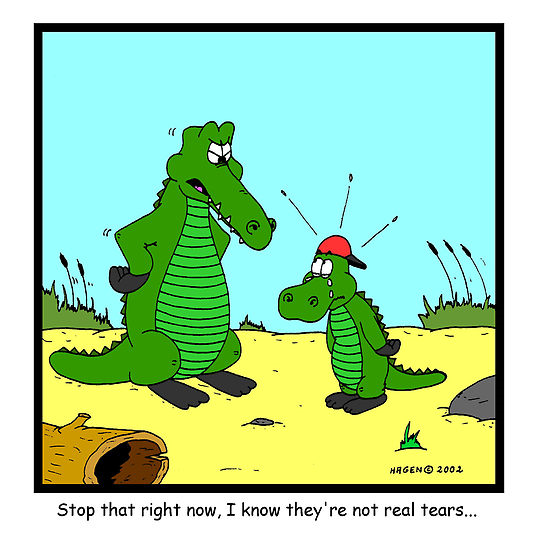 HAGEN © 2002
Stop that right now, I know they're not real tears...